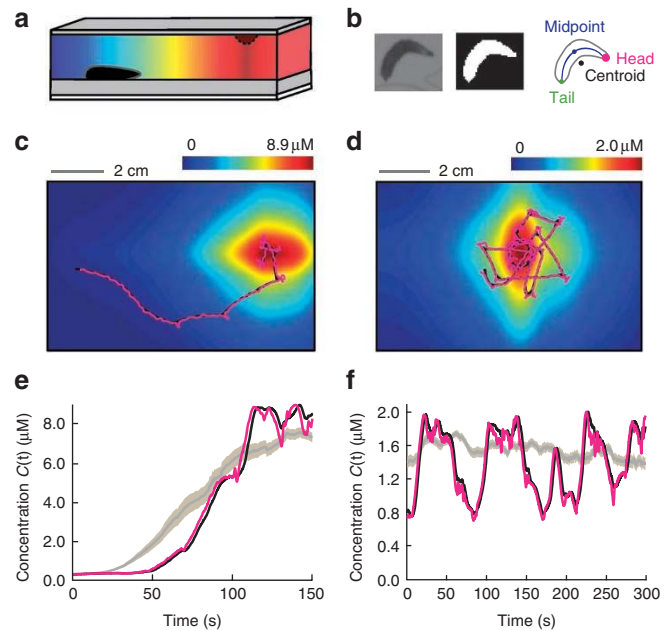 a
b
Midpoint
Head
Centroid
Tail
c
0
8.9 µM
2 cm
d
0
2.0 µM
2 cm
e
Concentration C(t) (µM)
8.0
6.0
4.0
2.0
0.0
0
50
100
150
Time (s)
f
Concentration C(t) (µM)
2.0
1.6
1.2
0.8
0.4
0.0
0
50
100
150
200
250
300
Time (s)